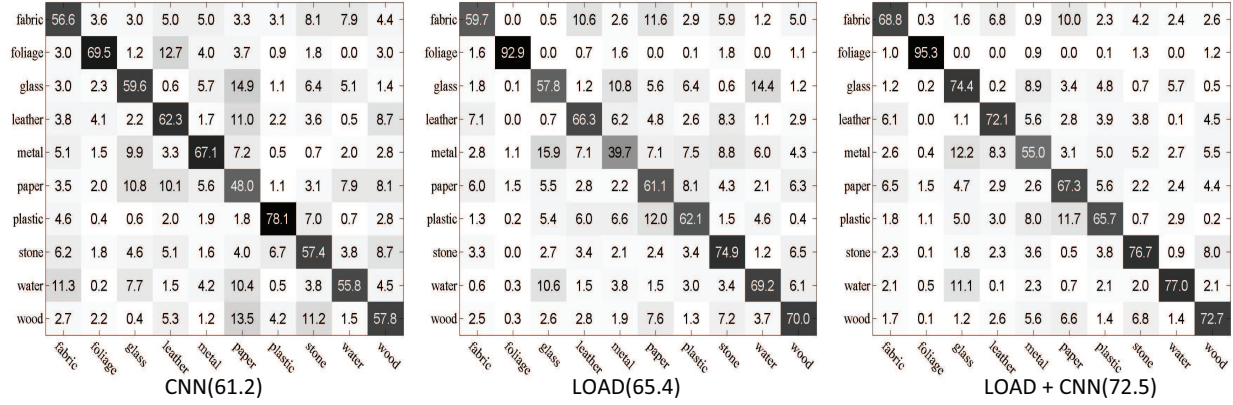 fabric 56.6 3.6 3.0 5.0 5.0 3.3 3.1 8.1 7.9 4.4
foliage 3.0 69.5 1.2 12.7 4.0 3.7 0.9 1.8 0.0 3.0
glass 3.0 2.3 59.6 0.6 5.7 14.9 1.1 6.4 5.1 1.4
leather 3.8 4.1 2.2 62.3 1.7 11.0 2.2 3.6 0.5 8.7
metal 5.1 1.5 9.9 3.3 67.1 7.2 0.5 0.7 2.0 2.8
paper 3.5 2.0 10.8 10.1 5.6 48.0 1.1 3.1 7.9 8.1
plastic 4.6 0.4 0.6 2.0 1.9 1.8 78.1 7.0 0.7 2.8
stone 6.2 1.8 4.6 5.1 1.6 4.0 6.7 57.4 3.8 8.7
water 11.3 0.2 7.7 1.5 4.2 10.4 0.5 3.8 55.8 4.5
wood 2.7 2.2 0.4 5.3 1.2 13.5 4.2 11.2 1.5 57.8
fabric foliage glass leather metal paper plastic stone water wood
CNN(61.2)
fabric 59.7 0.0 0.5 10.6 2.6 11.6 2.9 5.9 1.2 5.0
foliage 1.6 92.9 0.0 0.7 1.6 0.0 0.1 1.8 0.0 1.1
glass 1.8 0.1 57.8 1.2 10.8 5.6 6.4 0.6 14.4 1.2
leather 7.1 0.0 0.7 66.3 6.2 4.8 2.6 8.3 1.1 2.9
metal 2.8 1.1 15.9 7.1 39.7 7.1 7.5 8.8 6.0 4.3
paper 6.0 1.5 5.5 2.8 2.2 61.1 8.1 4.3 2.1 6.3
plastic 1.3 0.2 5.4 6.0 6.6 12.0 62.1 1.5 4.6 0.4
stone 3.3 0.0 2.7 3.4 2.1 2.4 3.4 74.9 1.2 6.5
water 0.6 0.3 10.6 1.5 3.8 1.5 3.0 3.4 69.2 6.1
wood 2.5 0.3 2.6 2.8 1.9 7.6 1.3 7.2 3.7 70.0
fabric foliage glass leather metal paper plastic stone water wood
LOAD(65.4)
fabric 68.8 0.3 1.6 6.8 0.9 10.0 2.3 4.2 2.4 2.6
foliage 1.0 95.3 0.0 0.0 0.9 0.0 0.1 1.3 0.0 1.2
glass 1.2 0.2 74.4 0.2 8.9 3.4 4.8 0.7 5.7 0.5
leather 6.1 0.0 1.1 72.1 5.6 2.8 3.9 3.8 0.1 4.5
metal 2.6 0.4 12.2 8.3 55.0 3.1 5.0 5.2 2.7 5.5
paper 6.5 1.5 4.7 2.9 2.6 67.3 5.6 2.2 2.4 4.4
plastic 1.8 1.1 5.0 3.0 8.0 11.7 65.7 0.7 2.9 0.2
stone 2.3 0.1 1.8 2.3 3.6 0.5 3.8 76.7 0.9 8.0
water 2.1 0.5 11.1 0.1 2.3 0.7 2.1 2.0 77.0 2.1
wood 1.7 0.1 1.2 2.6 5.6 6.6 1.4 6.8 1.4 72.7
fabric foliage glass leather metal paper plastic stone water wood
LOAD + CNN(72.5)